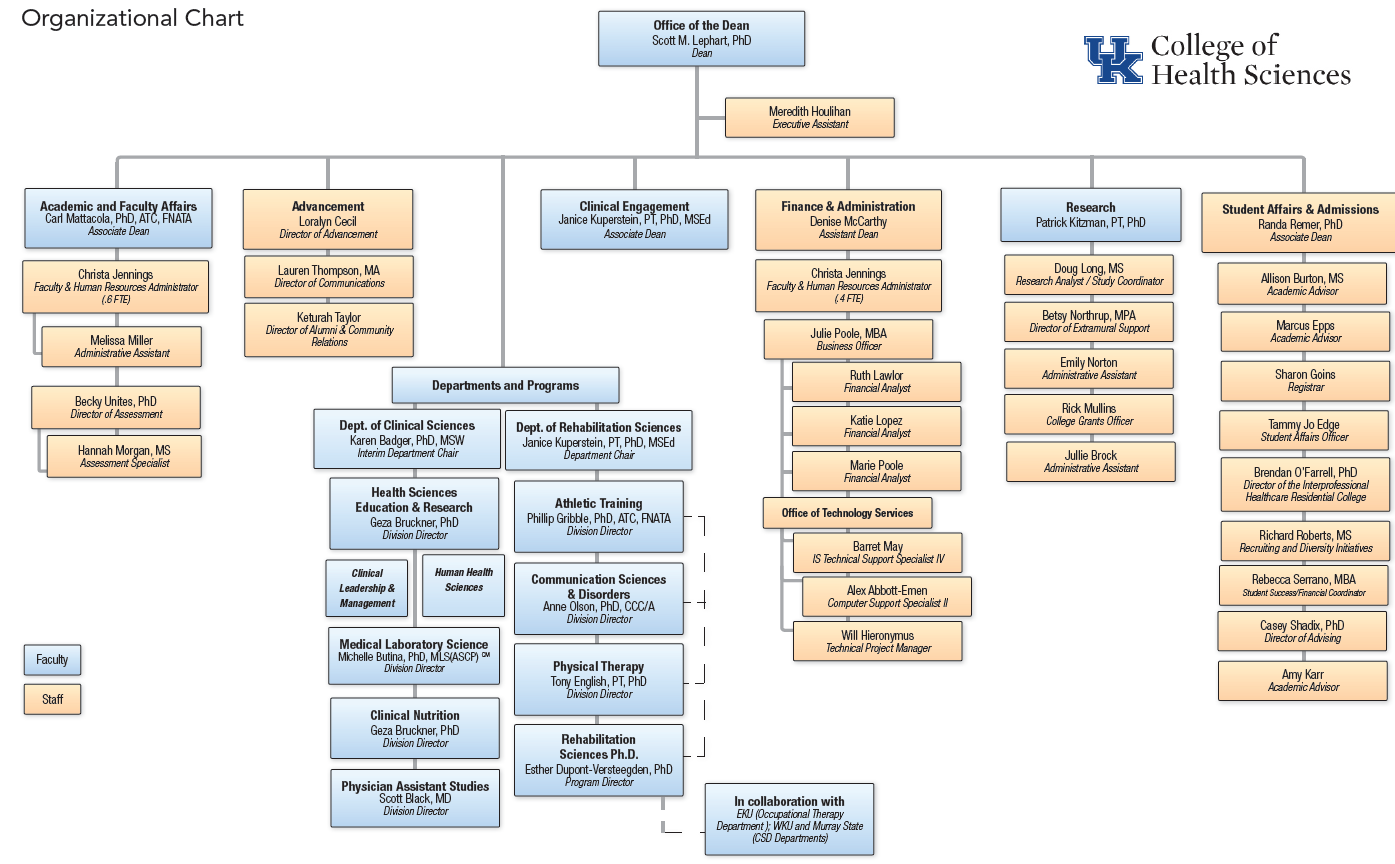 Organizational Chart
Office of the Dean
Scott M. Lephart, PhD
Dean
UK
College of
Health Sciences
Meredith Houlihan
Executive Assistant
Academic and Faculty Affairs
Carl Mattacola, PhD, ATC, FNATA
Associate Dean
Christa Jennings
Faculty & Human Resources Administrator
(.6 FTE)
Melissa Miller
Administrative Assistant
Becky Unites, PhD
Director of Assessment
Hannah Morgan, MS
Assessment Specialist
Advancement
Loralyn Cecil
Director of Advancement
Lauren Thompson, MA
Director of Communications
Keturah Taylor
Director of Alumni & Community
Relations
Departments and Programs
Dept. of Clinical Sciences
Karen Badger, PhD, MSW
Interim Department Chair
Health Sciences
Education & Research
Geza Bruckner, PhD
Division Director
Clinical
Leadership &
Management
Human Health
Sciences
Medical Laboratory Science
Michelle Butina, PhD, MLS(ASCP) CM
Division Director
Clinical Nutrition
Geza Bruckner, PhD
Division Director
Physician Assistant Studies
Scott Black, MD
Division Director
Dept. of Rehabilitation Sciences
Janice Kuperstein, PT, PhD, MSEd
Department Chair
Athletic Training
Phillip Gribble, PhD, ATC, FNATA
Division Director
Communication Sciences
& Disorders
Anne Olson, PhD, CCC/A
Division Director
Physical Therapy
Tony English, PT, PhD
Division Director
Rehabilitation
Sciences Ph.D.
Esther Dupont-Versteegden, PhD
Program Director
In collaboration with
EKU (Occupational Therapy
Department ); WKU and Murray State
(CSD Departments)
Clinical Engagement
Janice Kuperstein, PT, PhD, MSEd
Associate Dean
Finance & Administration
Denise McCarthy
Assistant Dean
Christa Jennings
Faculty & Human Resources Administrator
(.4 FTE)
Julie Poole, MBA
Business Officer
Ruth Lawlor
Financial Analyst
Katie Lopez
Financial Analyst
Marie Poole
Financial Analyst
Office of Technology Services
Barret May
IS Technical Support Specialist IV
Alex Abbott-Emen
Computer Support Specialist II
Will Hieronymus
Technical Project Manager
Research
Patrick Kitzman, PT, PhD
Doug Long, MS
Research Analyst / Study Coordinator
Betsy Northrup, MPA
Director of Extramural Support
Emily Norton
Administrative Assistant
Rick Mullins
College Grants Officer
Jullie Brock
Administrative Assistant
Student Affairs & Admissions
Randa Remer, PhD
Associate Dean
Allison Burton, MS
Academic Advisor
Marcus Epps
Academic Advisor
Sharon Goins
Registrar
Tammy Jo Edge
Student Affairs Officer
Brendan O'Farrell, PhD
Director of the Interprofessional
Healthcare Residential College
Richard Roberts, MS
Recruiting and Diversity Initiatives
Rebecca Serrano, MBA
Student Success/Financial Coordinator
Casey Shadix, PhD
Director of Advising
Amy Karr
Academic Advisor
Faculty
Staff